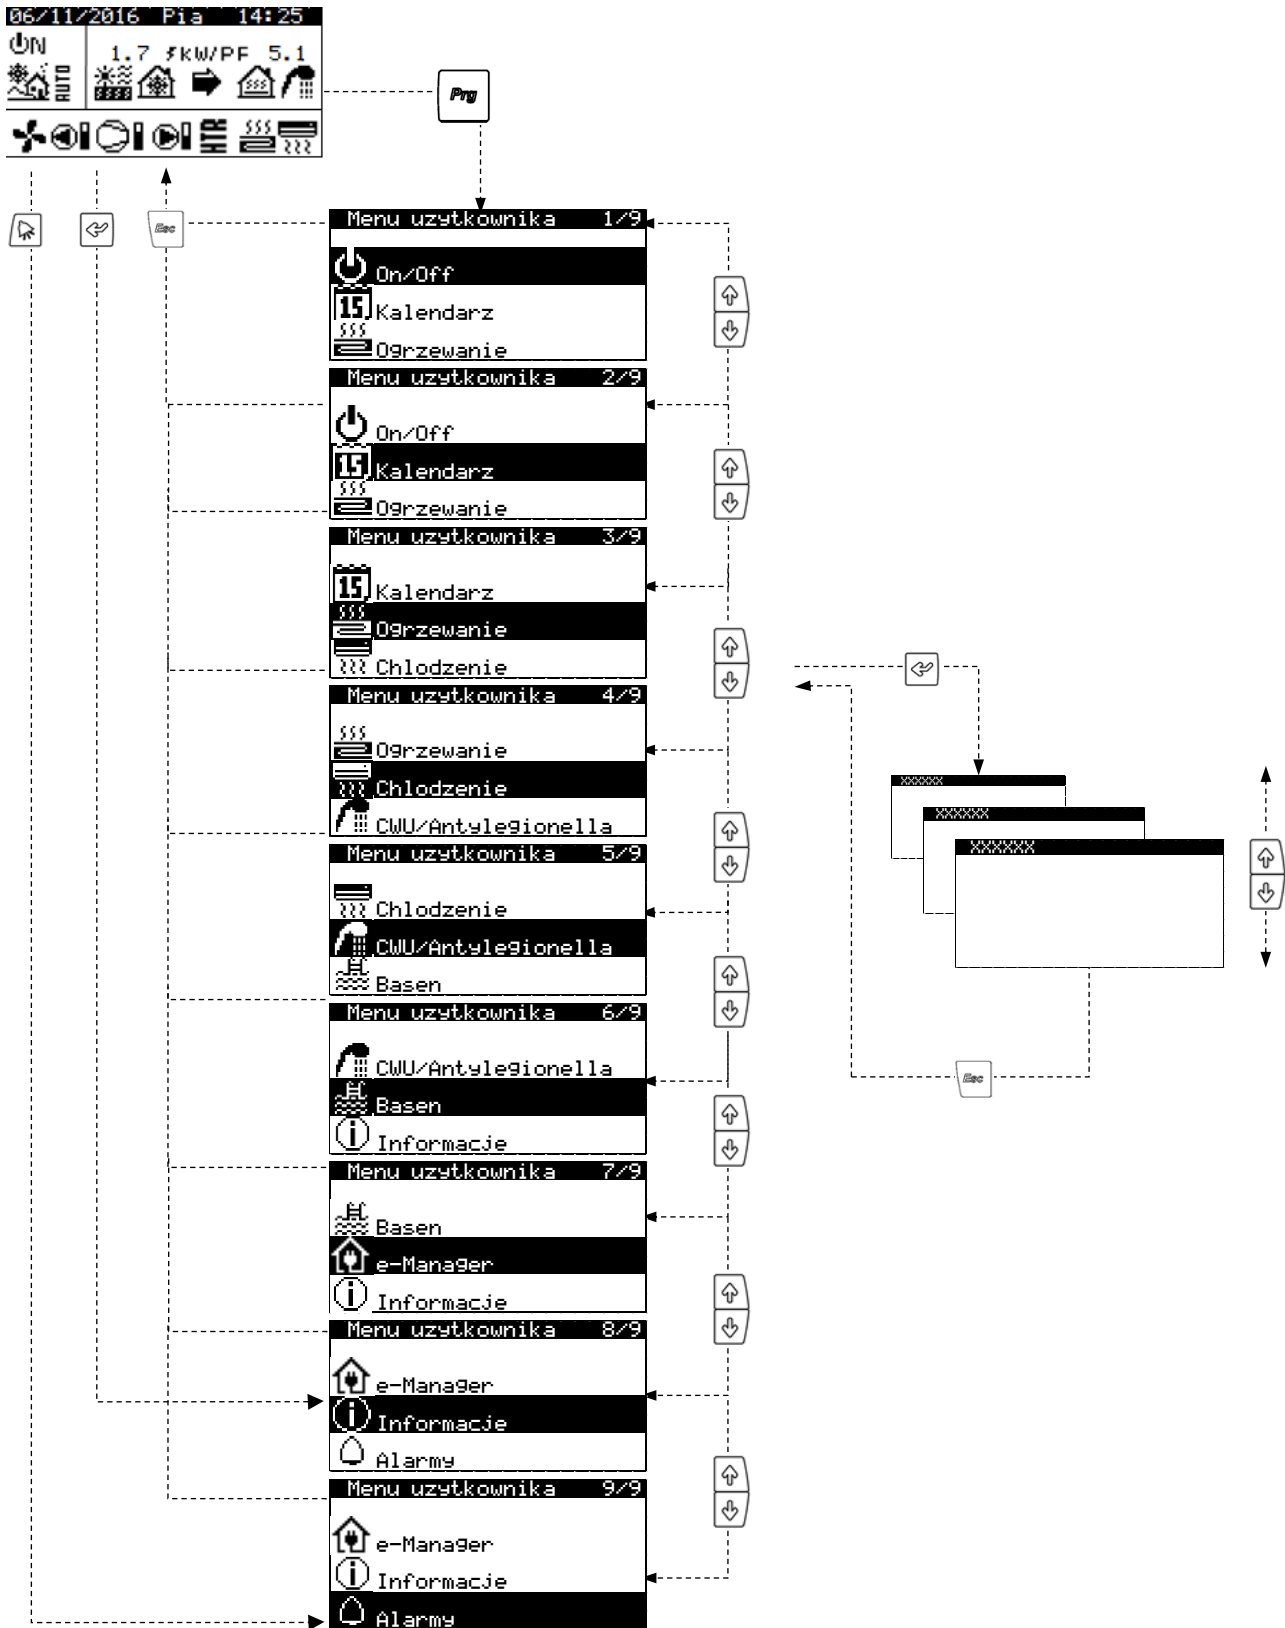 06/11/2016 Pia 14:25
ON
1.7 kW/PF 5.1
AUTO
HTR
Prg
Esc
Menu uzytkownika 1/9
On/Off
15 Kalendarz
Ogrzewanie
Menu uzytkownika 2/9
On/Off
15 Kalendarz
Ogrzewanie
Menu uzytkownika 3/9
15 Kalendarz
Ogrzewanie
Chlodzenie
Menu uzytkownika 4/9
Ogrzewanie
Chlodzenie
CWU/Antylegionella
Menu uzytkownika 5/9
Chlodzenie
CWU/Antylegionella
Basen
Menu uzytkownika 6/9
CWU/Antylegionella
Basen
Informacje
Menu uzytkownika 7/9
Basen
e-Manager
Informacje
Menu uzytkownika 8/9
e-Manager
Informacje
Alarmy
Menu uzytkownika 9/9
e-Manager
Informacje
Alarmy
XXXXXX
XXXXXX
XXXXXX
Esc